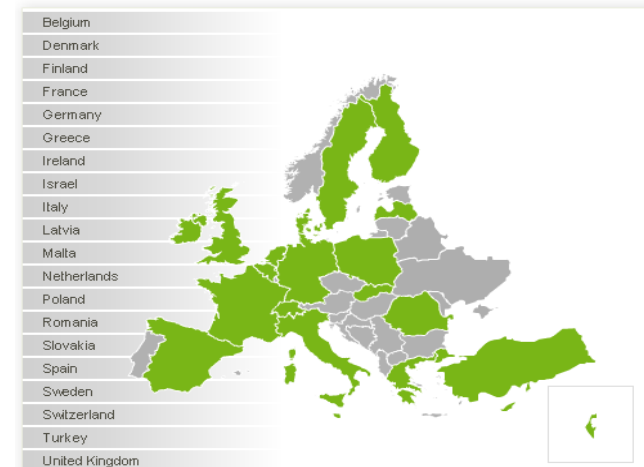 Belgium
Denmark
Finland
France
Germany
Greece
Ireland
Israel
Italy
Latvia
Malta
Netherlands
Poland
Romania
Slovakia
Spain
Sweden
Switzerland
Turkey
United Kingdom